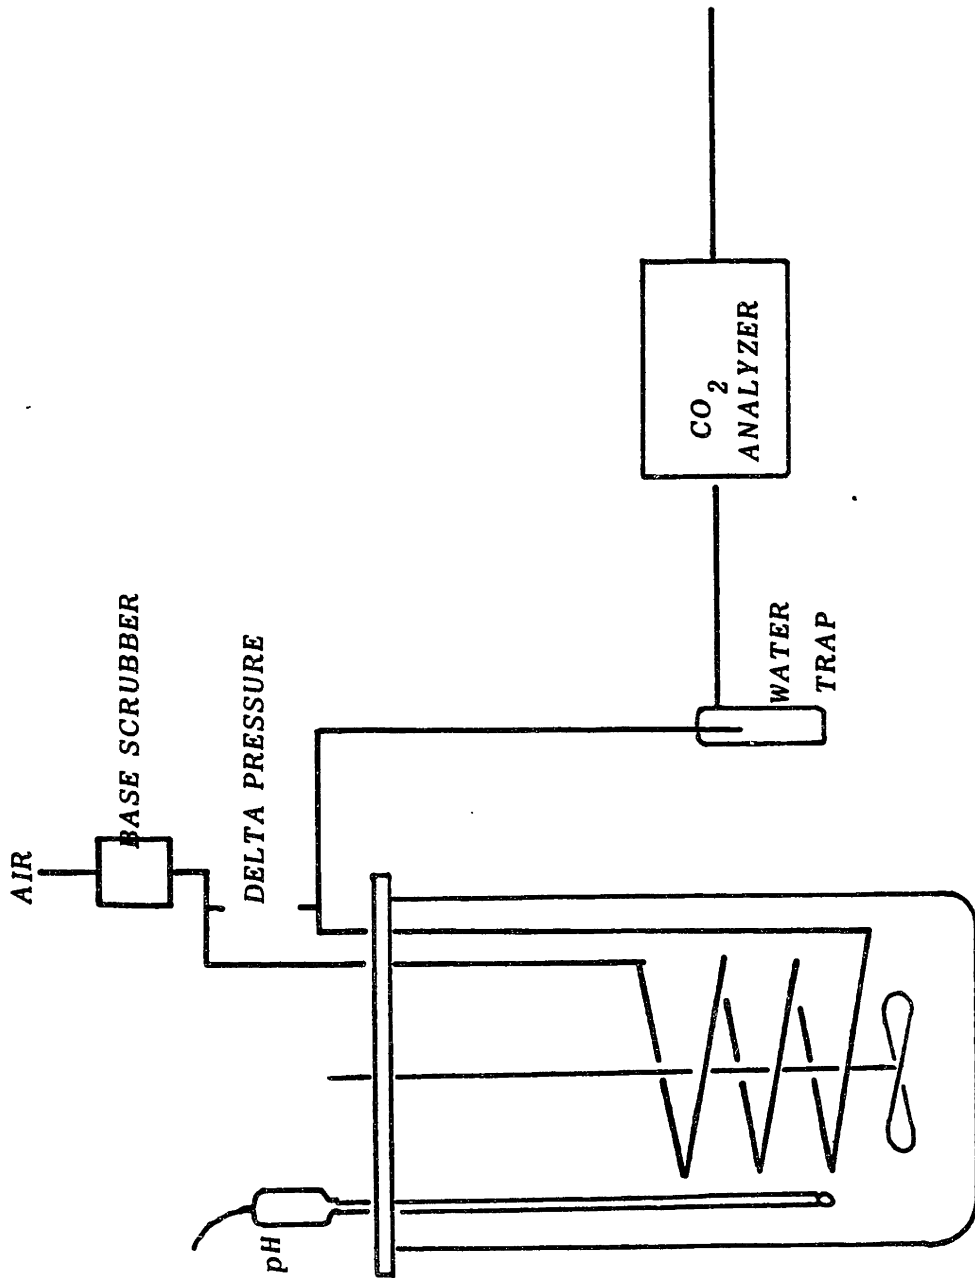 AIR
BASE SCRUBBER
DELTA PRESSURE
pH
WATER
TRAP
CO2
ANALYZER